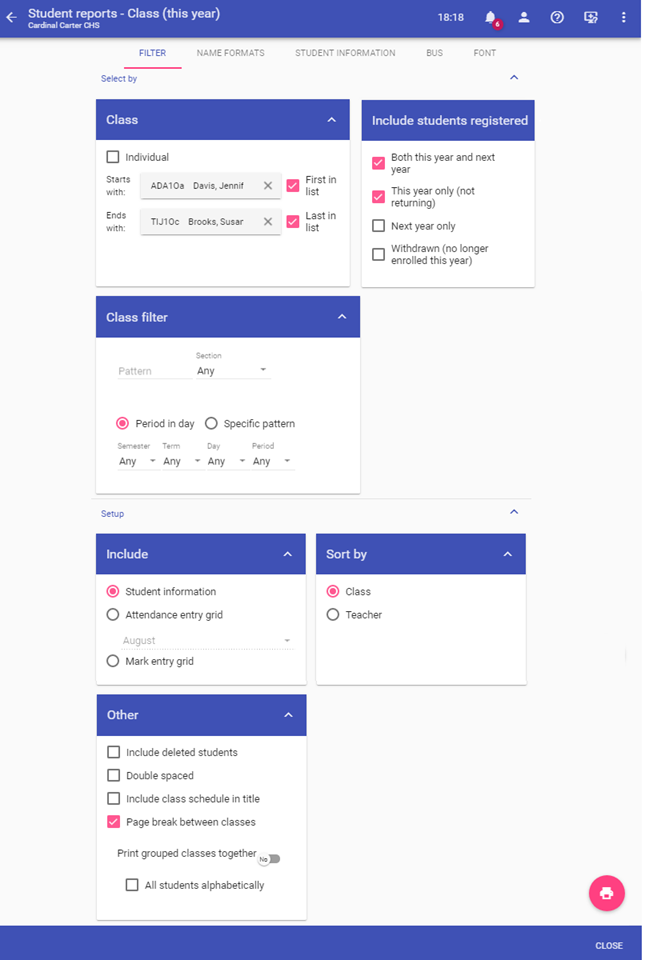 Student reports - Class (this year)
Cardinal Carter CHS
18:18
6
FILTER
NAME FORMATS
STUDENT INFORMATION
BUS
FONT
Select by
Class
Individual
Starts with:
ADA1Oa Davis, Jennif
First in list
Ends with:
TIJ1Oc Brooks, Susar
Last in list
Include students registered
Both this year and next year
This year only (not returning)
Next year only
Withdrawn (no longer enrolled this year)
Class filter
Pattern
Section
Any
Period in day
Specific pattern
Semester Term Day Period
Any Any Any Any
Setup
Include
Student information
Attendance entry grid
August
Mark entry grid
Sort by
Class
Teacher
Other
Include deleted students
Double spaced
Include class schedule in title
Page break between classes
Print grouped classes together
No
All students alphabetically
CLOSE